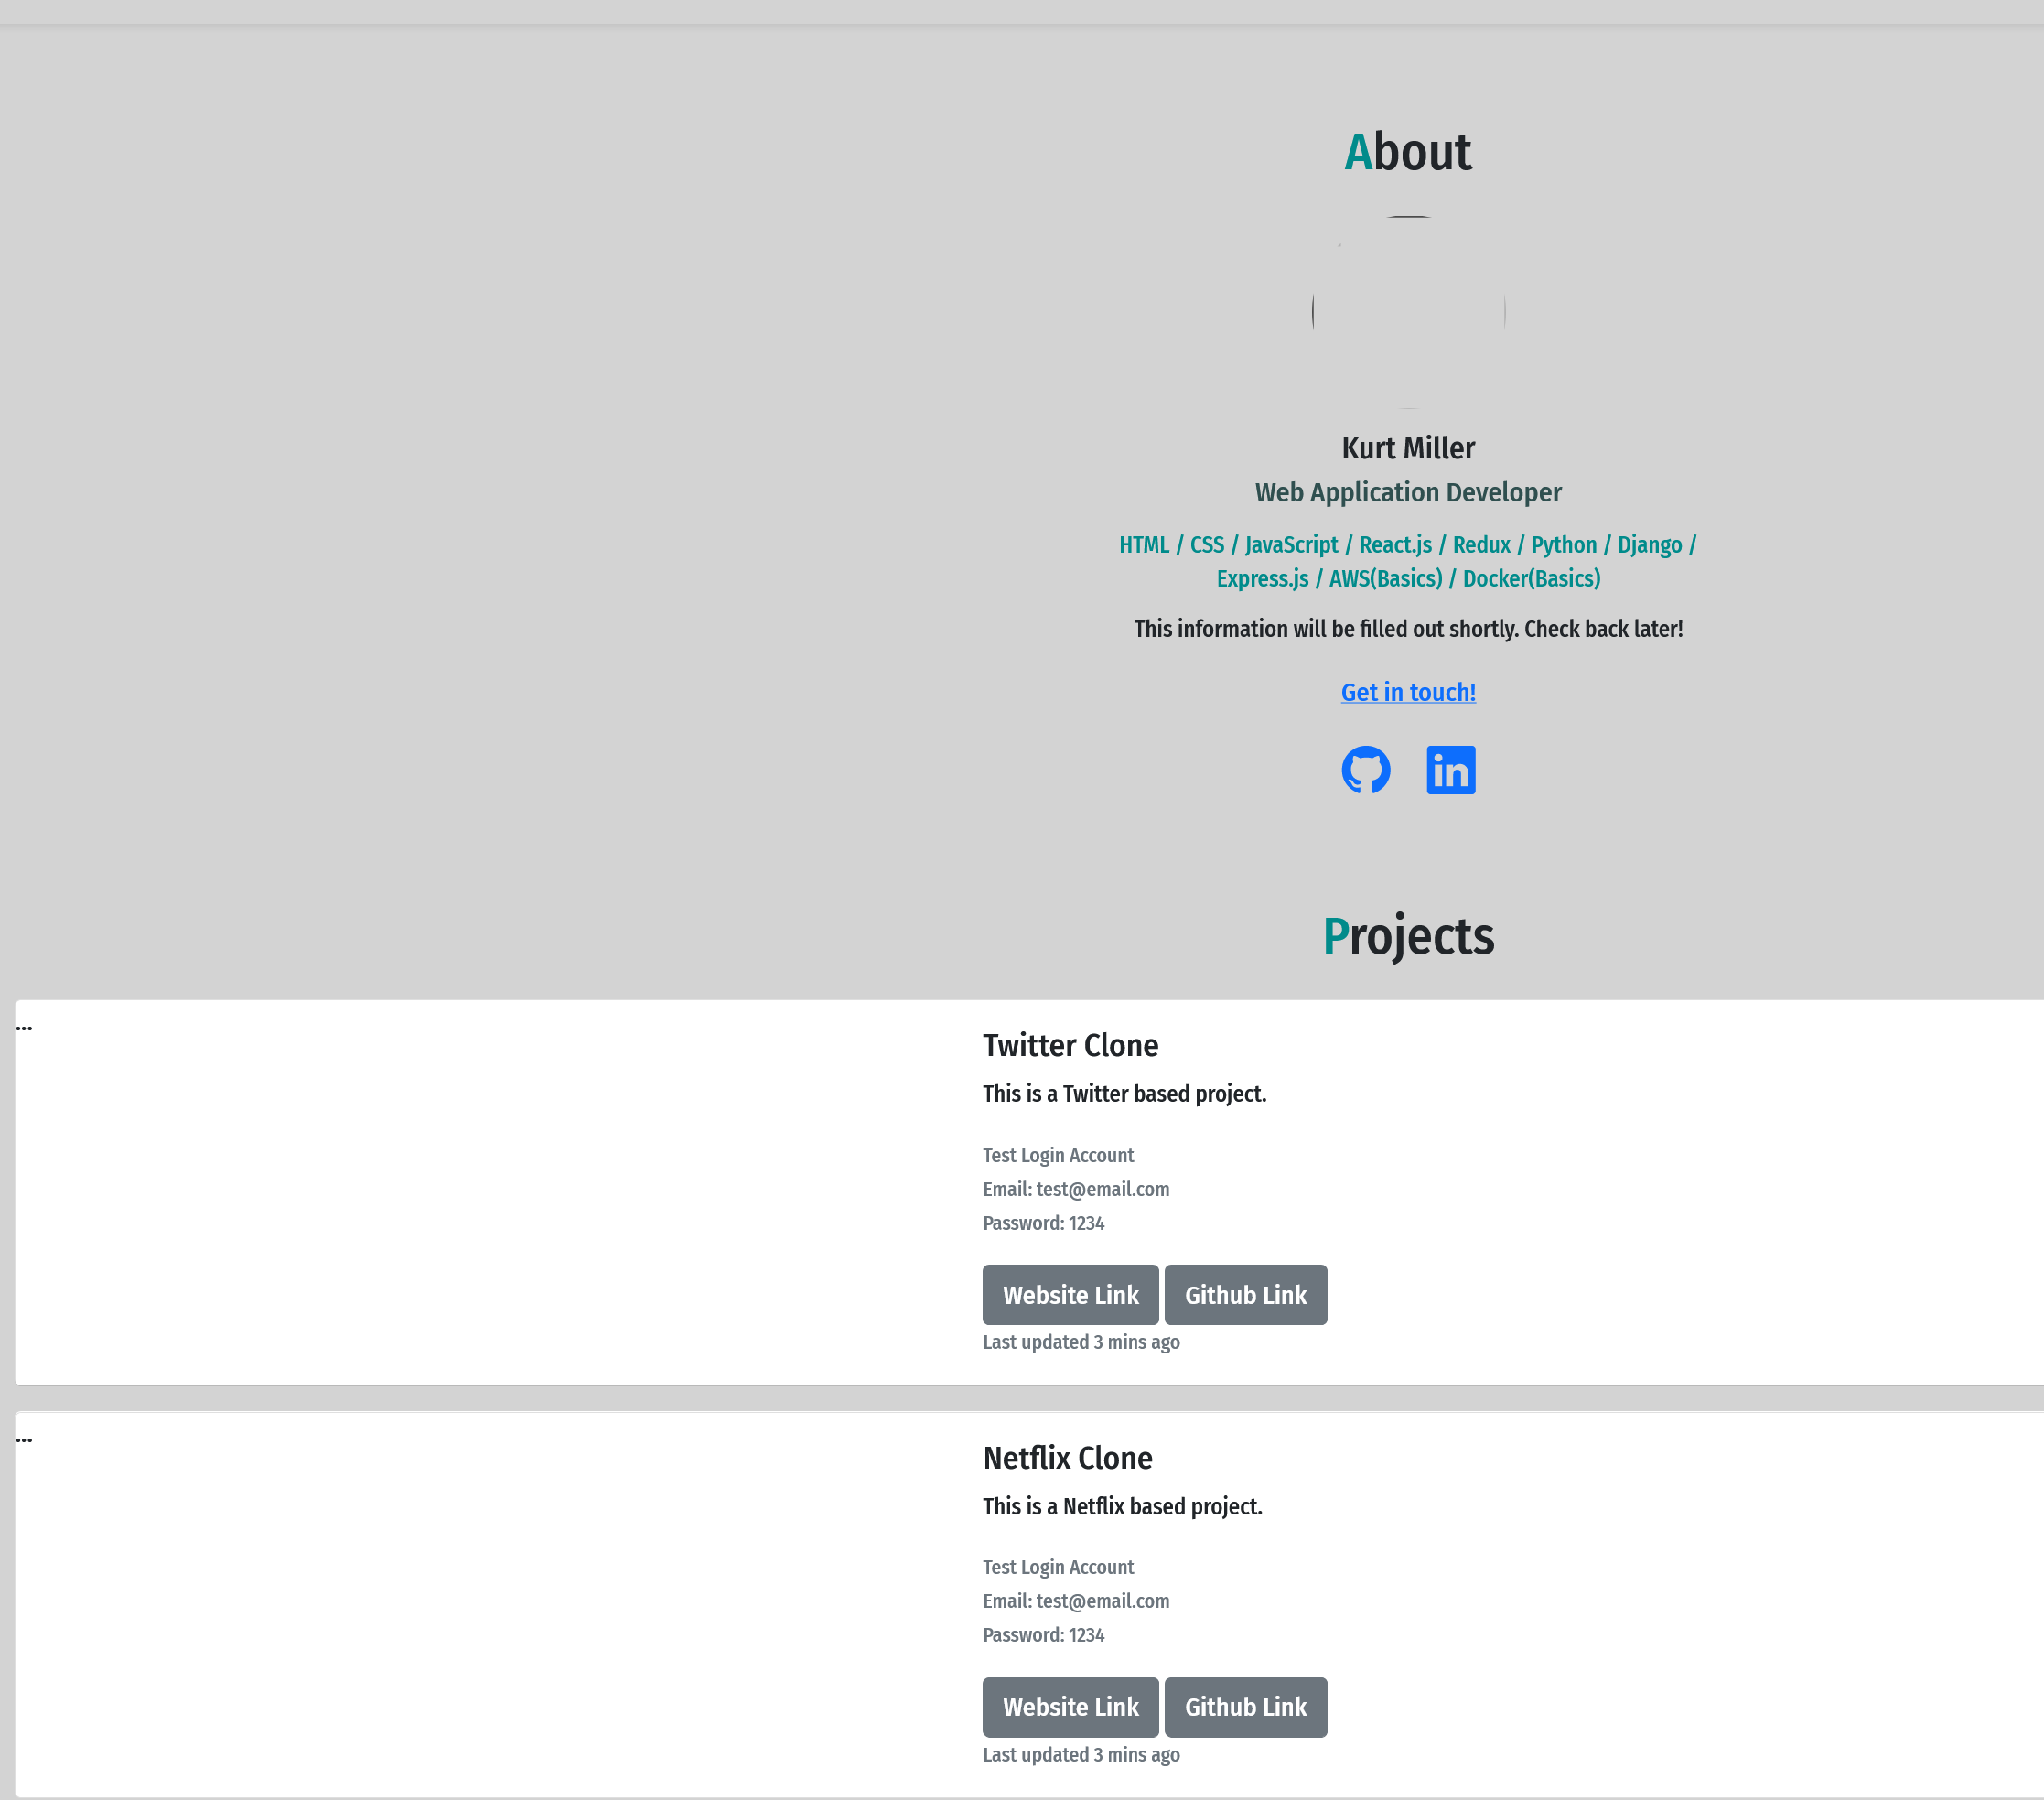 About
Kurt Miller
Web Application Developer
HTML / CSS / JavaScript / React.js / Redux / Python / Django /
Express.js / AWS(Basics) / Docker(Basics)
This information will be filled out shortly. Check back later!
Get in touch!
in
Projects
...
Twitter Clone
This is a Twitter based project.
Test Login Account
Email: test@email.com
Password: 1234
Website Link Github Link
Last updated 3 mins ago
...
Netflix Clone
This is a Netflix based project.
Test Login Account
Email: test@email.com
Password: 1234
Website Link Github Link
Last updated 3 mins ago